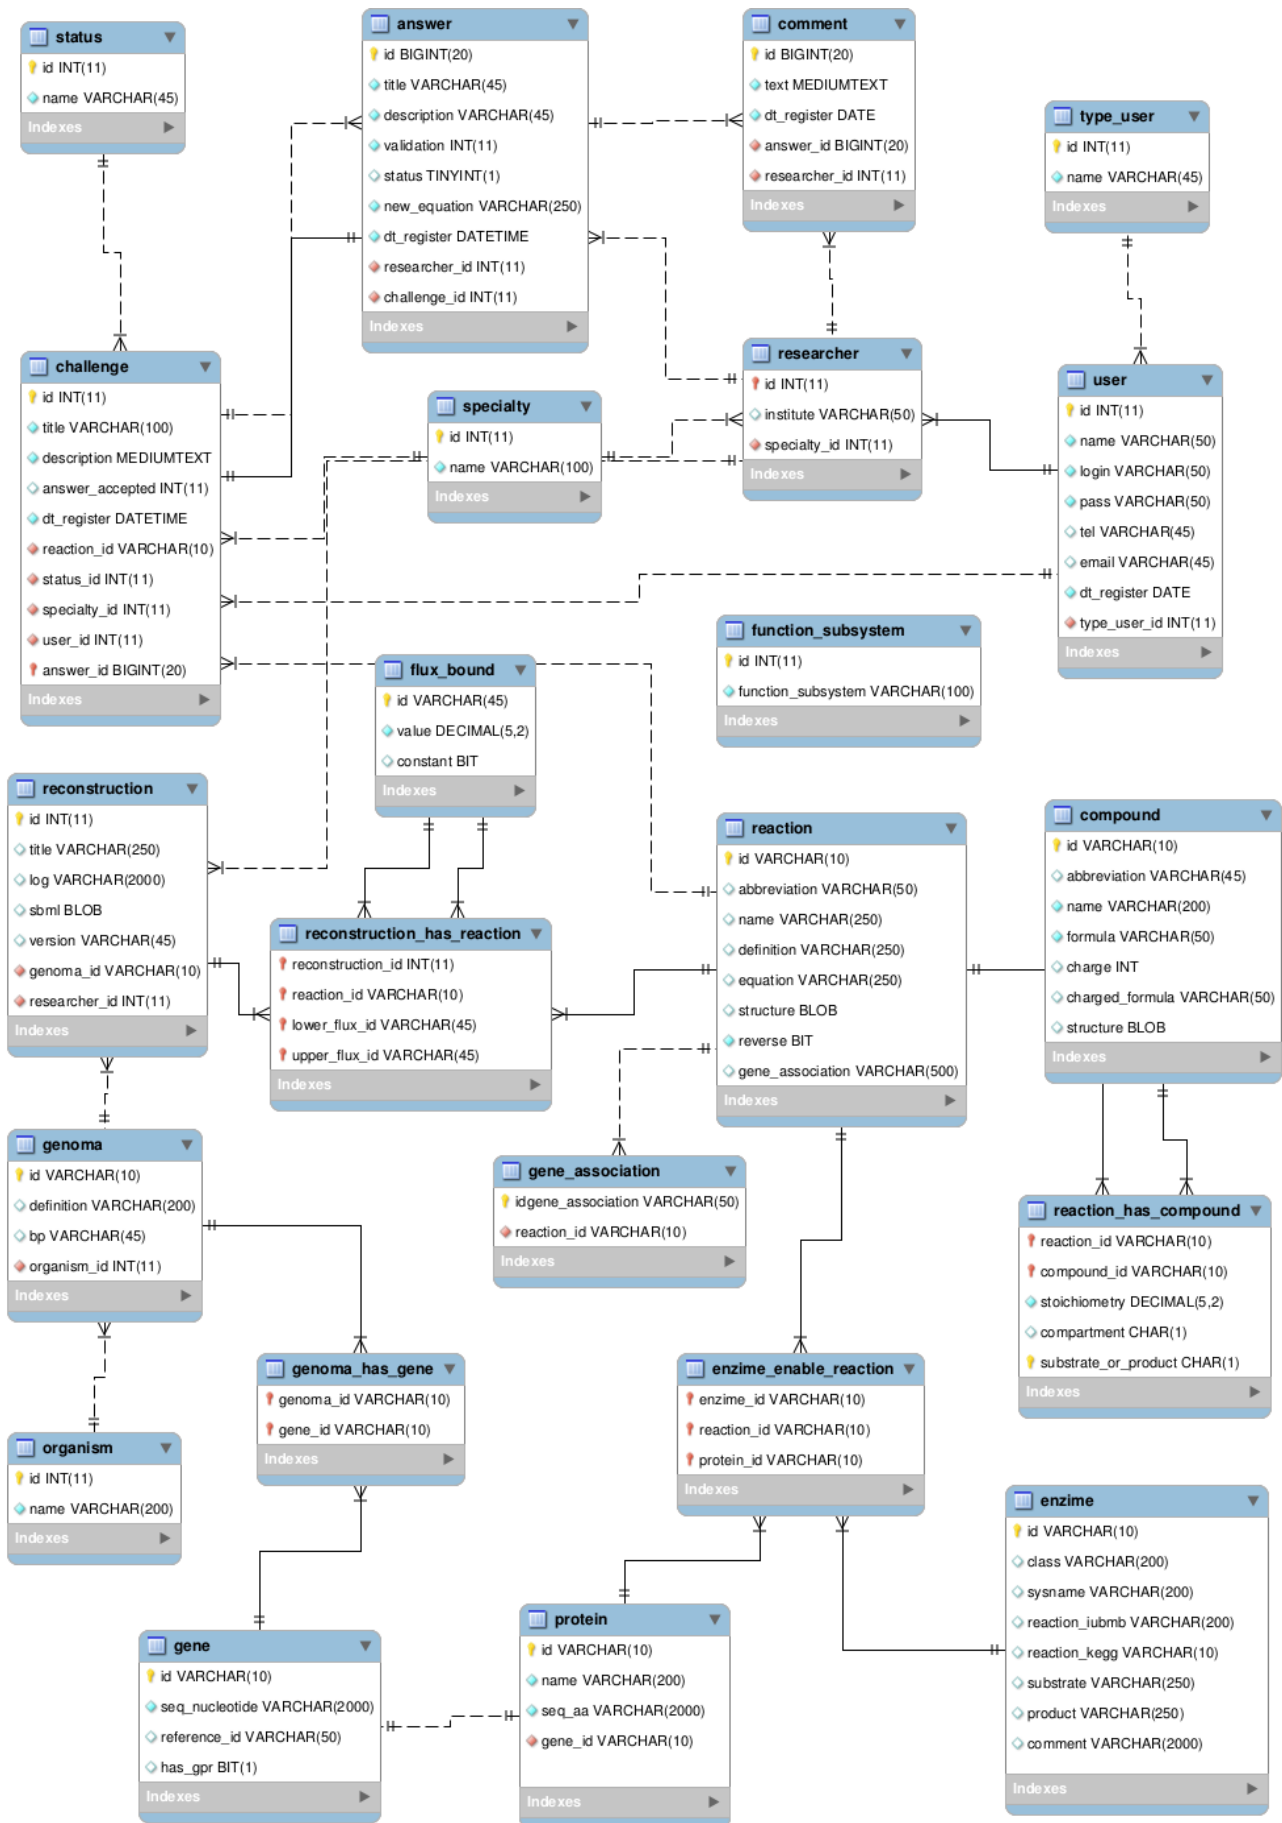 status
id INT(11)
name VARCHAR(45)
Indexes
answer
id BIGINT(20)
title VARCHAR(45)
description VARCHAR(45)
validation INT(11)
status TINYINT(1)
new_equation VARCHAR(250)
dt_register DATETIME
researcher_id INT(11)
challenge_id INT(11)
Indexes
comment
id BIGINT(20)
text MEDIUMTEXT
dt_register DATE
answer_id BIGINT(20)
researcher_id INT(11)
Indexes
type_user
id INT(11)
name VARCHAR(45)
Indexes
challenge
id INT(11)
title VARCHAR(100)
description MEDIUMTEXT
answer_accepted INT(11)
dt_register DATETIME
reaction_id VARCHAR(10)
status_id INT(11)
specialty_id INT(11)
user_id INT(11)
answer_id BIGINT(20)
Indexes
specialty
id INT(11)
name VARCHAR(100)
Indexes
researcher
id INT(11)
institute VARCHAR(50)
specialty_id INT(11)
Indexes
user
id INT(11)
name VARCHAR(50)
login VARCHAR(50)
pass VARCHAR(50)
tel VARCHAR(45)
email VARCHAR(45)
dt_register DATE
type_user_id INT(11)
Indexes
function_subsystem
id INT(11)
function_subsystem VARCHAR(100)
Indexes
flux_bound
id VARCHAR(45)
value DECIMAL(5,2)
constant BIT
Indexes
reconstruction
id INT(11)
title VARCHAR(250)
log VARCHAR(2000)
sbml BLOB
version VARCHAR(45)
genoma_id VARCHAR(10)
researcher_id INT(11)
Indexes
reconstruction_has_reaction
reconstruction_id INT(11)
reaction_id VARCHAR(10)
lower_flux_id VARCHAR(45)
upper_flux_id VARCHAR(45)
Indexes
reaction
id VARCHAR(10)
abbreviation VARCHAR(50)
name VARCHAR(250)
definition VARCHAR(250)
equation VARCHAR(250)
structure BLOB
reverse BIT
gene_association VARCHAR(500)
Indexes
compound
id VARCHAR(10)
abbreviation VARCHAR(45)
name VARCHAR(200)
formula VARCHAR(50)
charge INT
charged_formula VARCHAR(50)
structure BLOB
Indexes
genoma
id VARCHAR(10)
definition VARCHAR(200)
bp VARCHAR(45)
organism_id INT(11)
Indexes
gene_association
idgene_association VARCHAR(50)
reaction_id VARCHAR(10)
Indexes
reaction_has_compound
reaction_id VARCHAR(10)
compound_id VARCHAR(10)
stoichiometry DECIMAL(5,2)
compartment CHAR(1)
substrate_or_product CHAR(1)
Indexes
genoma_has_gene
genoma_id VARCHAR(10)
gene_id VARCHAR(10)
Indexes
enzime_enable_reaction
enzime_id VARCHAR(10)
reaction_id VARCHAR(10)
protein_id VARCHAR(10)
Indexes
organism
id INT(11)
name VARCHAR(200)
Indexes
enzime
id VARCHAR(10)
class VARCHAR(200)
sysname VARCHAR(200)
reaction_iubmb VARCHAR(200)
reaction_kegg VARCHAR(10)
substrate VARCHAR(250)
product VARCHAR(250)
comment VARCHAR(2000)
Indexes
gene
id VARCHAR(10)
seq_nucleotide VARCHAR(2000)
reference_id VARCHAR(50)
has_gpr BIT(1)
Indexes
protein
id VARCHAR(10)
name VARCHAR(200)
seq_aa VARCHAR(2000)
gene_id VARCHAR(10)
Indexes